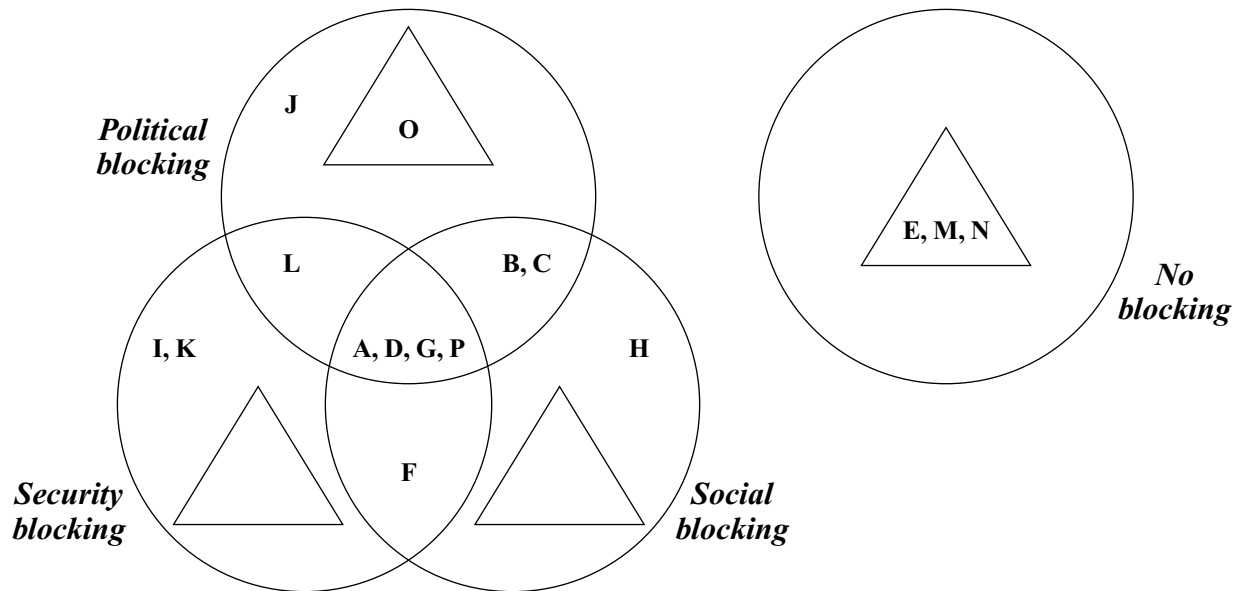 J
O
Political
blocking
L
B, C
I, K
A, D, G, P
H
F
Security
blocking
Social
blocking
E, M, N
No
blocking